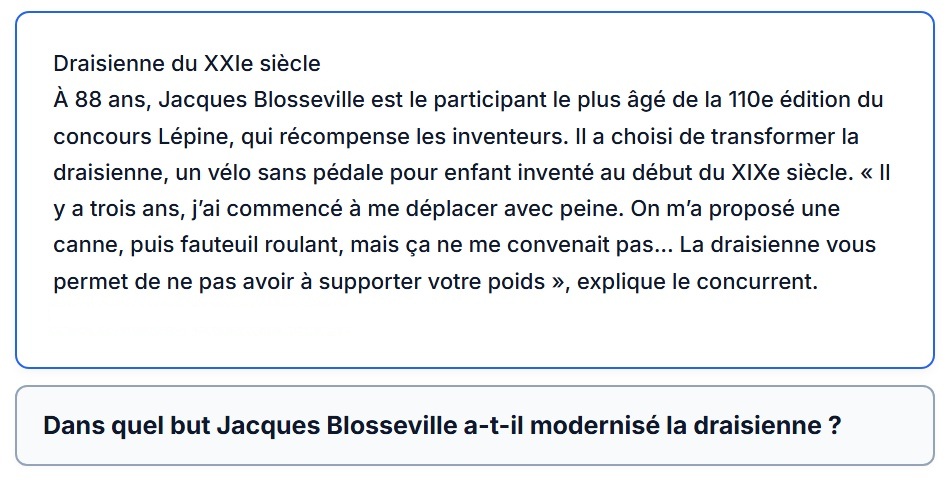 Draisienne du XXIe siècle
À 88 ans, Jacques Blosseville est le participant le plus âgé de la 110e édition du
concours Lépine, qui récompense les inventeurs. Il a choisi de transformer la
draisienne, un vélo sans pédale pour enfant inventé au début du XIXe siècle. « Il
y a trois ans, j’ai commencé à me déplacer avec peine. On m’a proposé une
canne, puis fauteuil roulant, mais ça ne me convenait pas... La draisienne vous
permet de ne pas avoir à supporter votre poids », explique le concurrent.
Dans quel but Jacques Blosseville a-t-il modernisé la draisienne ?